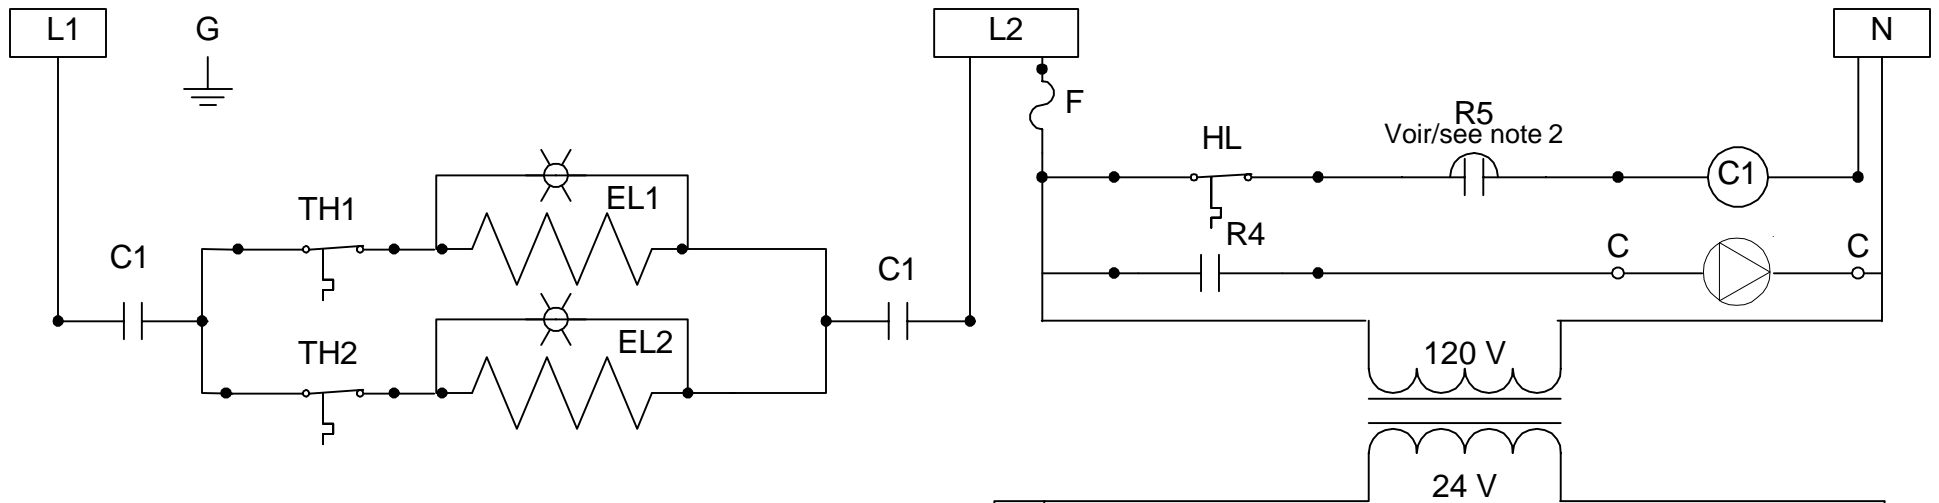 L1
G
L2
N
F
R5
Voir/see note 2
HL
C1
EL1
TH1
R4
C1
C1
C
C
TH2
EL2
120 V
24 V